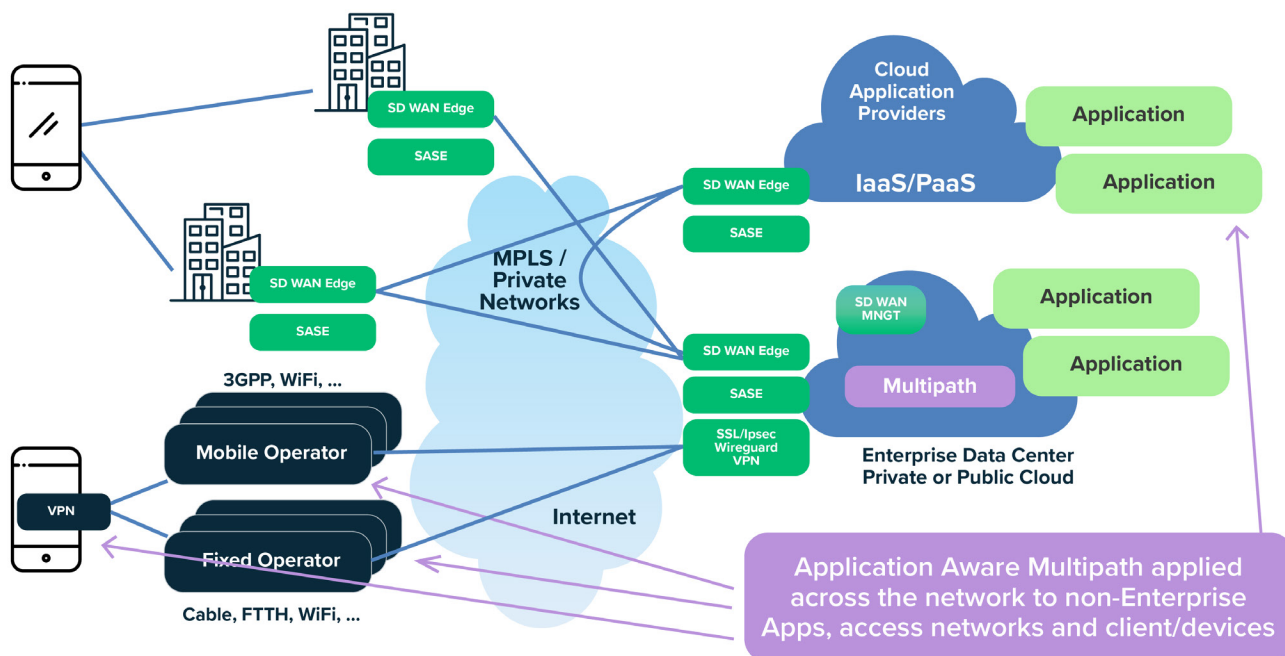 SD WAN Edge
SASE
SD WAN Edge
SASE
3GPP, WiFi, ...
Mobile Operator
VPN
Fixed Operator
Cable, FTTH, WiFi, ...
MPLS /
Private
Networks
Internet
SD WAN Edge
SASE
Cloud
Application
Providers
IaaS/PaaS
Application
Application
SD WAN Edge
SASE
SSL/Ipsec
Wireguard
VPN
SD WAN
MNGT
Multipath
Application
Application
Enterprise Data Center
Private or Public Cloud
Application Aware Multipath applied
across the network to non-Enterprise
Apps, access networks and client/devices